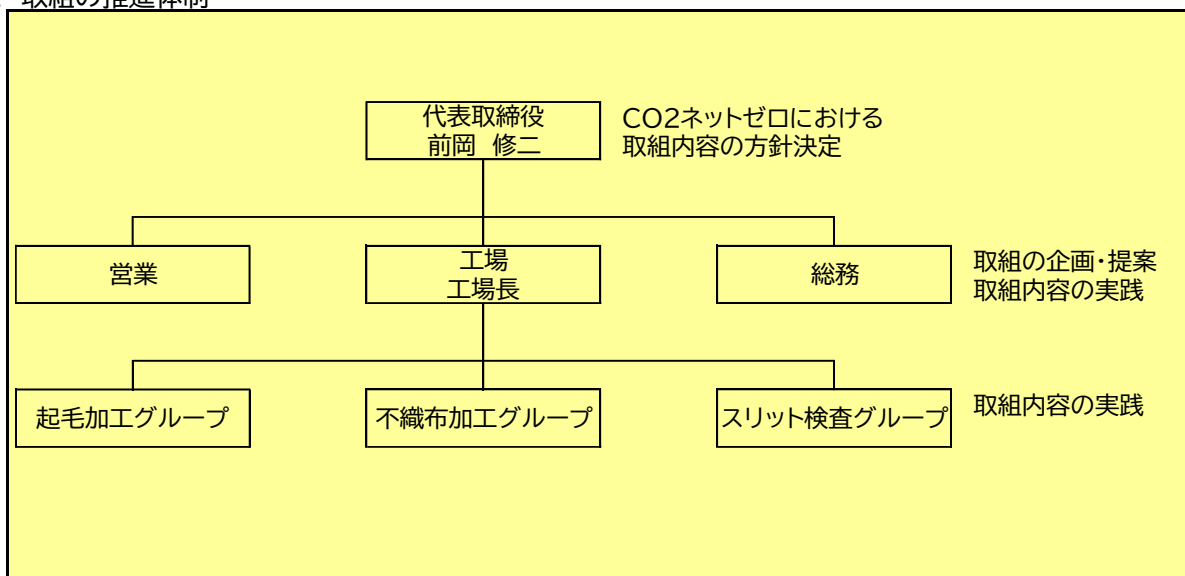 取組の推進体制
代表取締役
前岡　修二
CO2ネットゼロにおける
取組内容の方針決定
営業
工場
工場長
総務
取組の企画・提案
取組内容の実践
起毛加工グループ
不織布加工グループ
スリット検査グループ
取組内容の実践